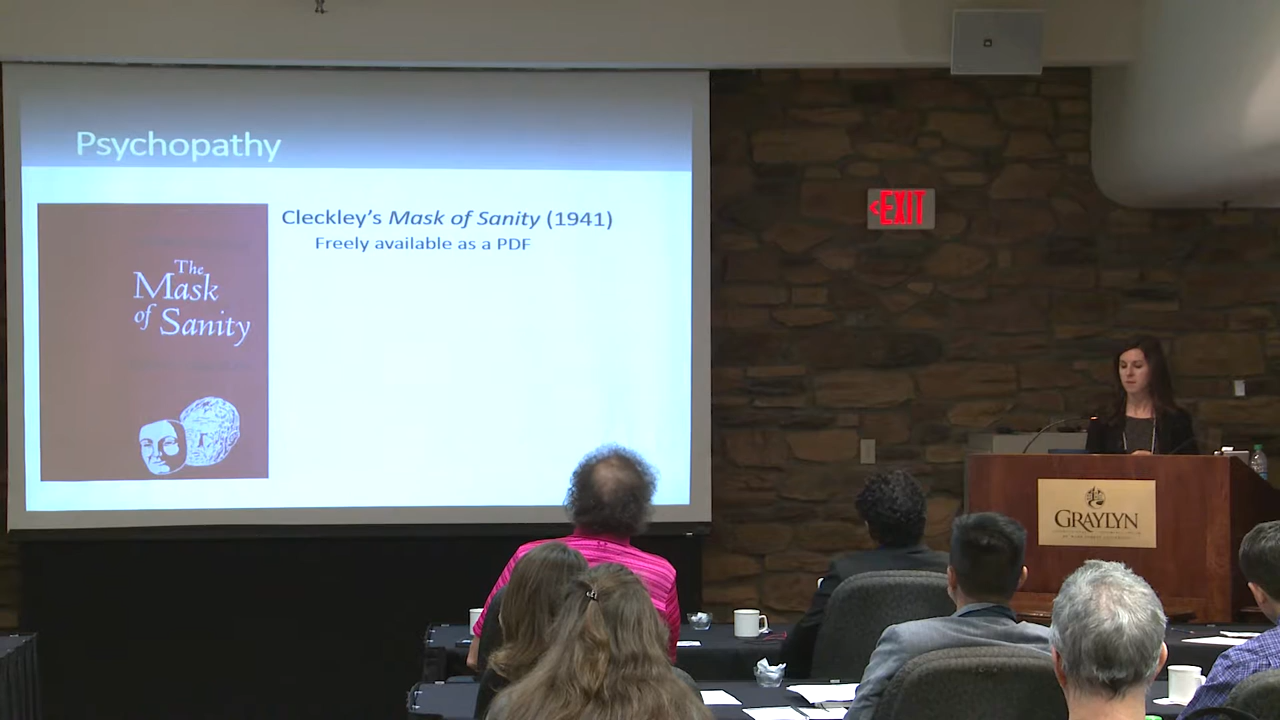 Psychopathy
Cleckley's Mask of Sanity (1941)
Freely available as a PDF
The
Mask
of Sanity
EXIT
GRAYLYN